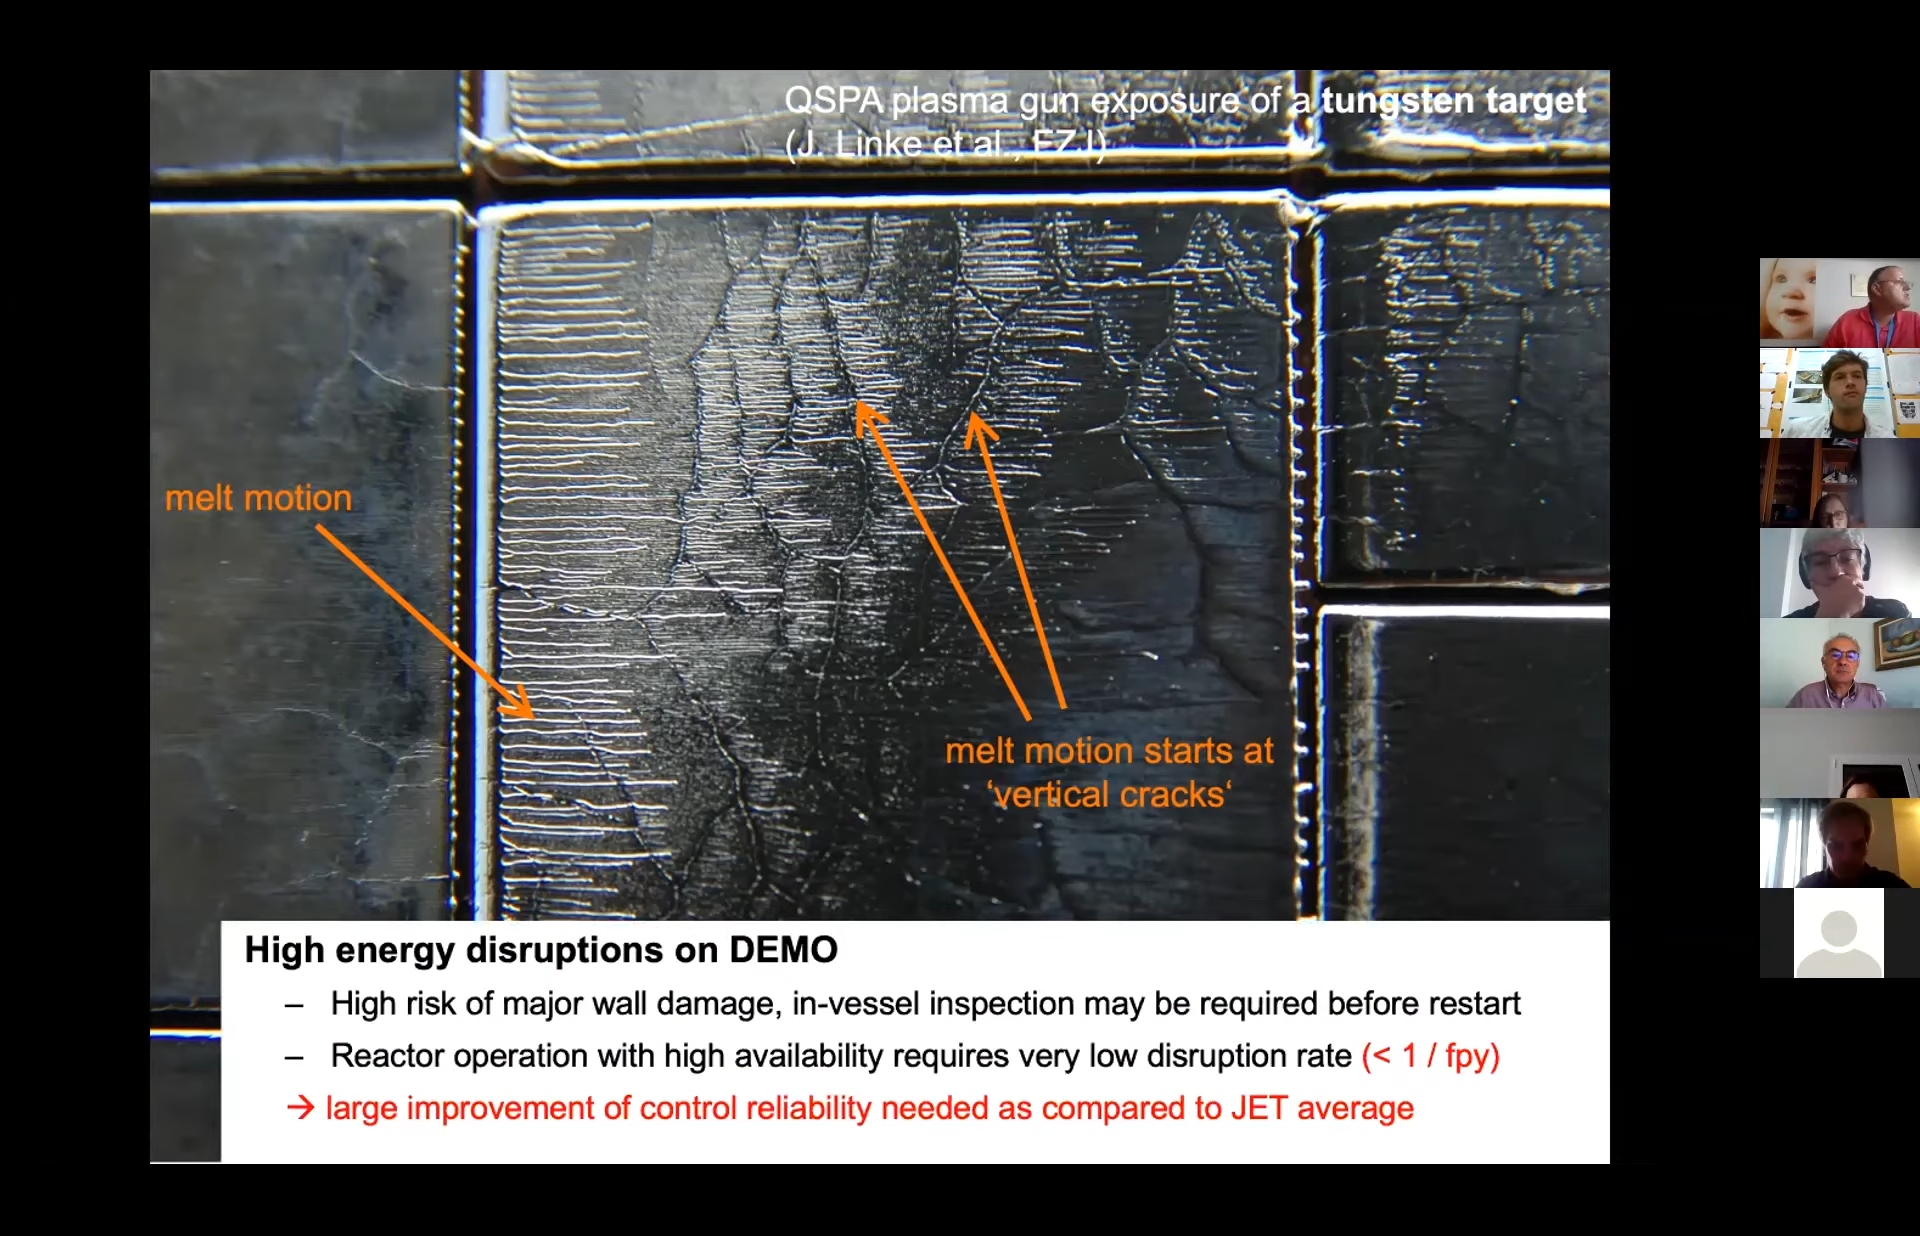 QSPA plasma gun exposure of a tungsten target
(J. Linke et al., FZJ)
melt motion
melt motion starts at
‘vertical cracks‘
High energy disruptions on DEMO
– High risk of major wall damage, in-vessel inspection may be required before restart
– Reactor operation with high availability requires very low disruption rate (< 1 / fpy)
→ large improvement of control reliability needed as compared to JET average